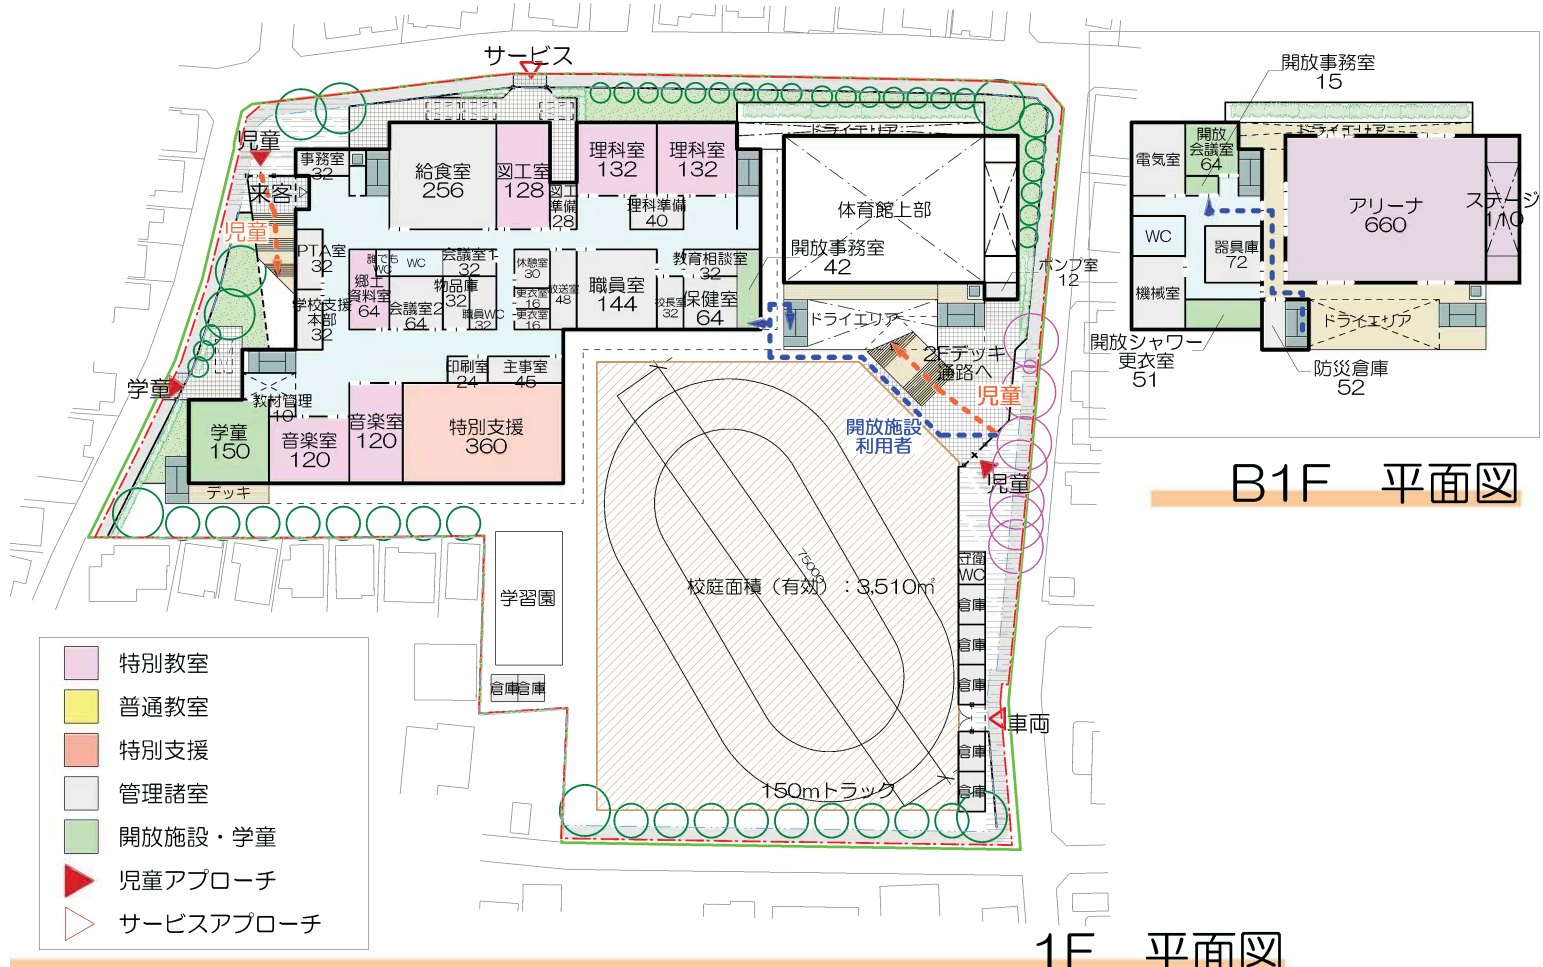 サービス
児童
来客
児童
事務室
32
給食室
256
図工室
128
図工
準備
28
理科室
132
理科室
132
理科準備
40
ドライエリア
体育館上部
開放事務室
42
ポンプ室
12
PTA室
32
誰でも
WC
WC
会議室1
32
休憩室
30
職員室
144
教育相談室
32
郷土
資料室
64
学校支援
本部
32
会議室2
64
物品庫
32
職員WC
32
更衣室
16
更衣室
16
放送室
48
校長室
32
保健室
64
ドライエリア
2Fデッキ
通路へ
児童
開放施設
利用者
児童
印刷室
24
主事室
45
学童
教材管理
10
学童
150
音楽室
120
音楽室
120
特別支援
360
デッキ
学習園
倉庫
倉庫
75000
校庭面積（有効）：3,510㎡
150mトラック
守衛
WC
倉庫
倉庫
倉庫
車両
倉庫
倉庫
特別教室
普通教室
特別支援
管理諸室
開放施設・学童
児童アプローチ
サービスアプローチ
1F 平面図
開放事務室
15
電気室
開放
会議室
64
ドライエリア
アリーナ
660
ステージ
110
WC
器具庫
72
機械室
ドライエリア
開放シャワー
更衣室
51
防災倉庫
52
B1F 平面図